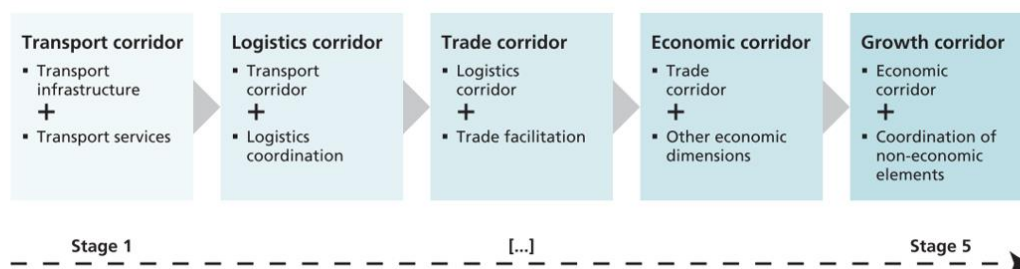 Transport corridor
▪ Transport
infrastructure
+
▪ Transport services
Logistics corridor
▪ Transport
corridor
+
▪ Logistics
coordination
Trade corridor
▪ Logistics
corridor
+
▪ Trade facilitation
Economic corridor
▪ Trade
corridor
+
▪ Other economic
dimensions
Growth corridor
▪ Economic
corridor
+
▪ Coordination of
non-economic
elements
Stage 1
[...]
Stage 5